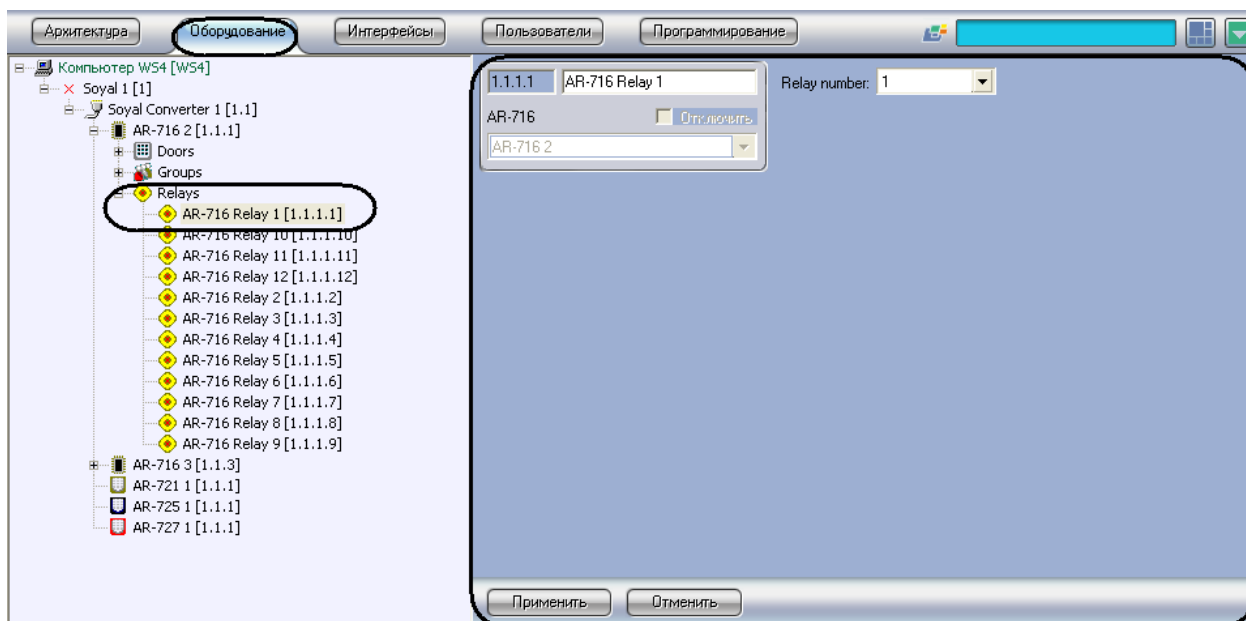 Архитектура Оборудование Интерфейсы Пользователи Программирование
Компьютер WS4 [WS4]
Soyal 1 [1]
Soyal Converter 1 [1.1]
AR-716 2 [1.1.1]
Doors
Groups
Relays
AR-716 Relay 1 [1.1.1.1]
AR-716 Relay 10 [1.1.1.10]
AR-716 Relay 11 [1.1.1.11]
AR-716 Relay 12 [1.1.1.12]
AR-716 Relay 2 [1.1.1.2]
AR-716 Relay 3 [1.1.1.3]
AR-716 Relay 4 [1.1.1.4]
AR-716 Relay 5 [1.1.1.5]
AR-716 Relay 6 [1.1.1.6]
AR-716 Relay 7 [1.1.1.7]
AR-716 Relay 8 [1.1.1.8]
AR-716 Relay 9 [1.1.1.9]
AR-716 3 [1.1.3]
AR-721 1 [1.1.1]
AR-725 1 [1.1.1]
AR-727 1 [1.1.1]
1.1.1.1 AR-716 Relay 1 Relay number: 1
AR-716 Отключить
AR-716 2
Применить Отменить